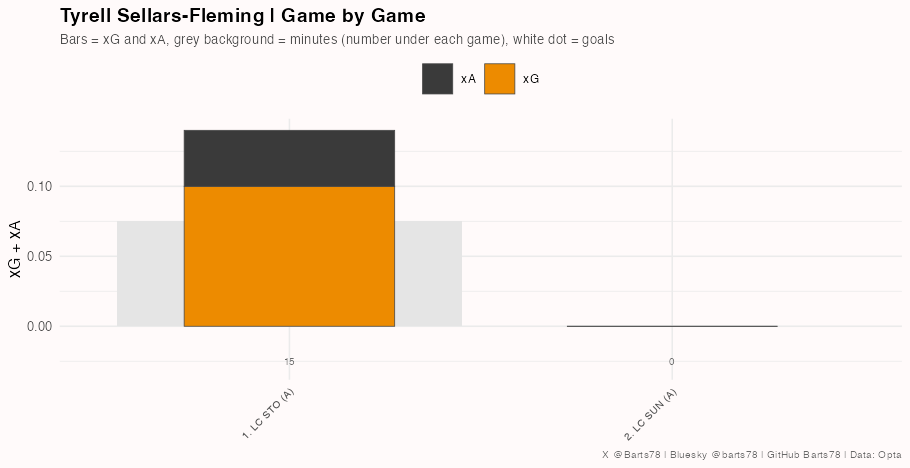 Tyrell Sellars-Fleming | Game by Game
Bars = xG and xA, grey background = minutes (number under each game), white dot = goals
xA xG
xG + xA
0.10
0.05
0.00
15 0
1. LC STO (A) 2. LC SUN (A)
X @Barts78 | Bluesky @barts78 | GitHub Barts78 | Data: Opta